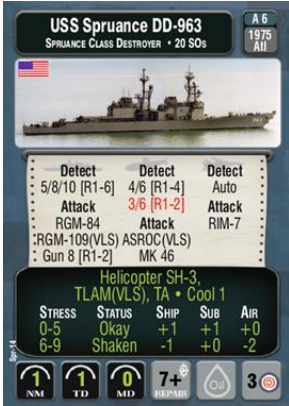 USS Spruance DD-963
Spruance Class Destroyer • 20 SOs
A 6
1975
Atl
Detect Detect Detect
5/8/10 [R1-6] 4/6 [R1-4] Auto
Attack 3/6 [R1-2] Attack
RGM-84 Attack RIM-7
RGM-109(VLS) ASROC(VLS)
Gun 8 [R1-2] MK 46
Helicopter SH-3,
TLAM(VLS), TA • Cool 1
Stress Status Ship Sub Air
0-5 Okay +1 +1 +0
6-9 Shaken -1 +0 -2
Spr-14
1 1 0 7+ Oil 3
NM TD MD REPAIR